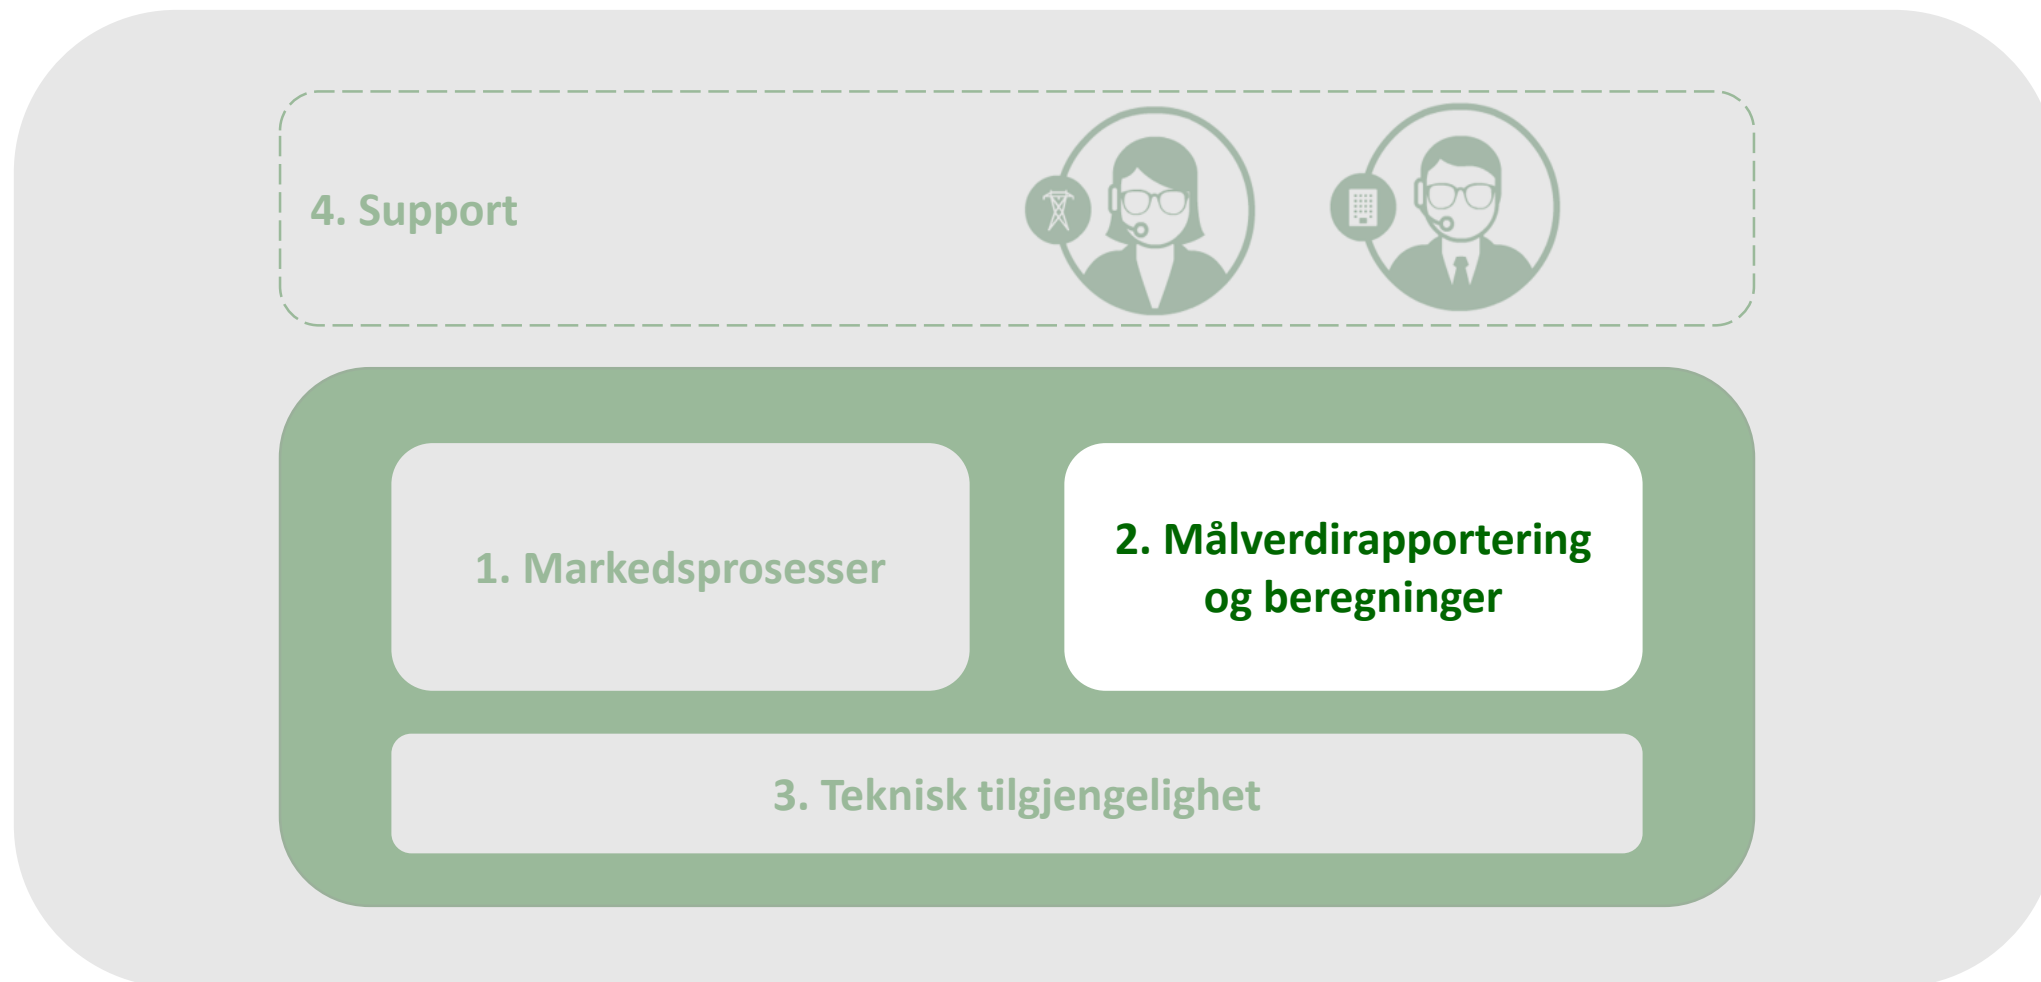 4. Support
1. Markedsprosesser
2. Målverdirapportering
og beregninger
3. Teknisk tilgjengelighet